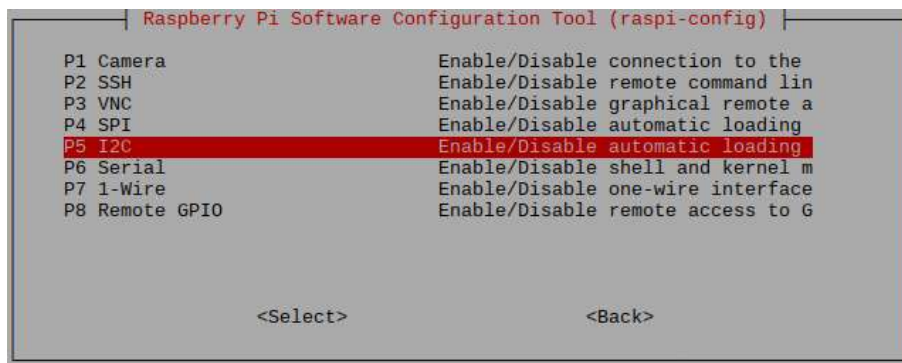 Raspberry Pi Software Configuration Tool (raspi-config)
P1 Camera Enable/Disable connection to the
P2 SSH Enable/Disable remote command lin
P3 VNC Enable/Disable graphical remote a
P4 SPI Enable/Disable automatic loading
P5 I2C Enable/Disable automatic loading
P6 Serial Enable/Disable shell and kernel m
P7 1-Wire Enable/Disable one-wire interface
P8 Remote GPIO Enable/Disable remote access to G
<Select> <Back>